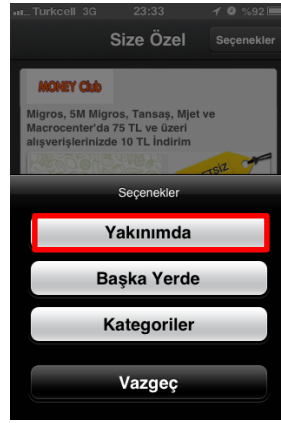 Turkcell 3G 23:33 %92
Size Özel Seçenekler
MONEY Club
Migros, 5M Migros, Tansaş, Mjet ve
Macrocenter'da 75 TL ve üzeri
alışverişlerinizde 10 TL İndirim
Seçenekler
Yakınımda
Başka Yerde
Kategoriler
Vazgeç